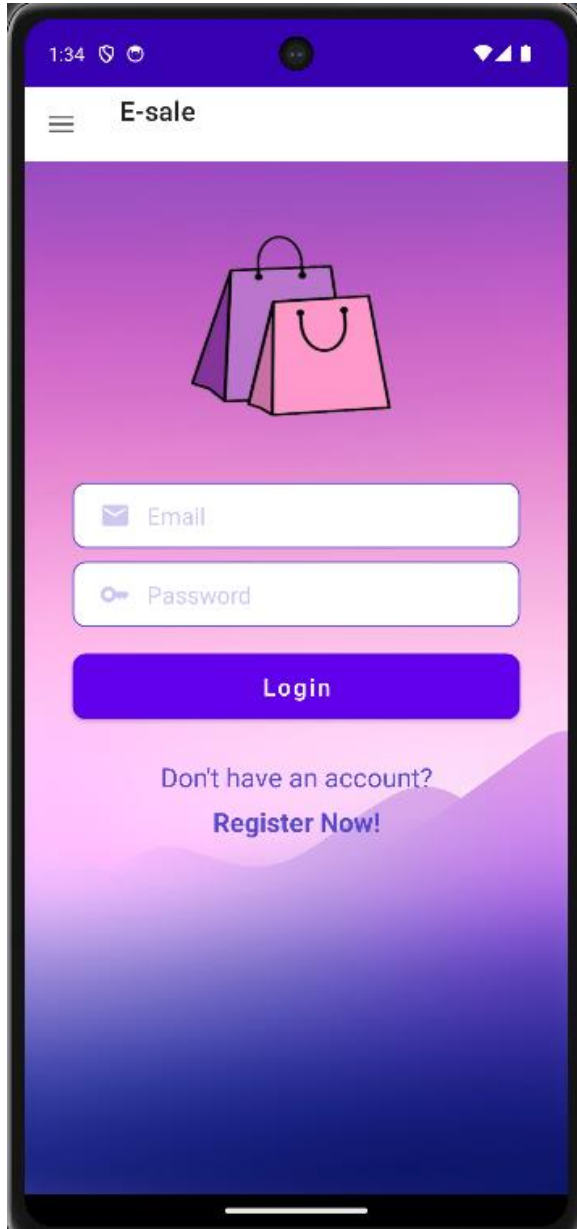 1:34
E-sale
Email
Password
Login
Don't have an account?
Register Now!